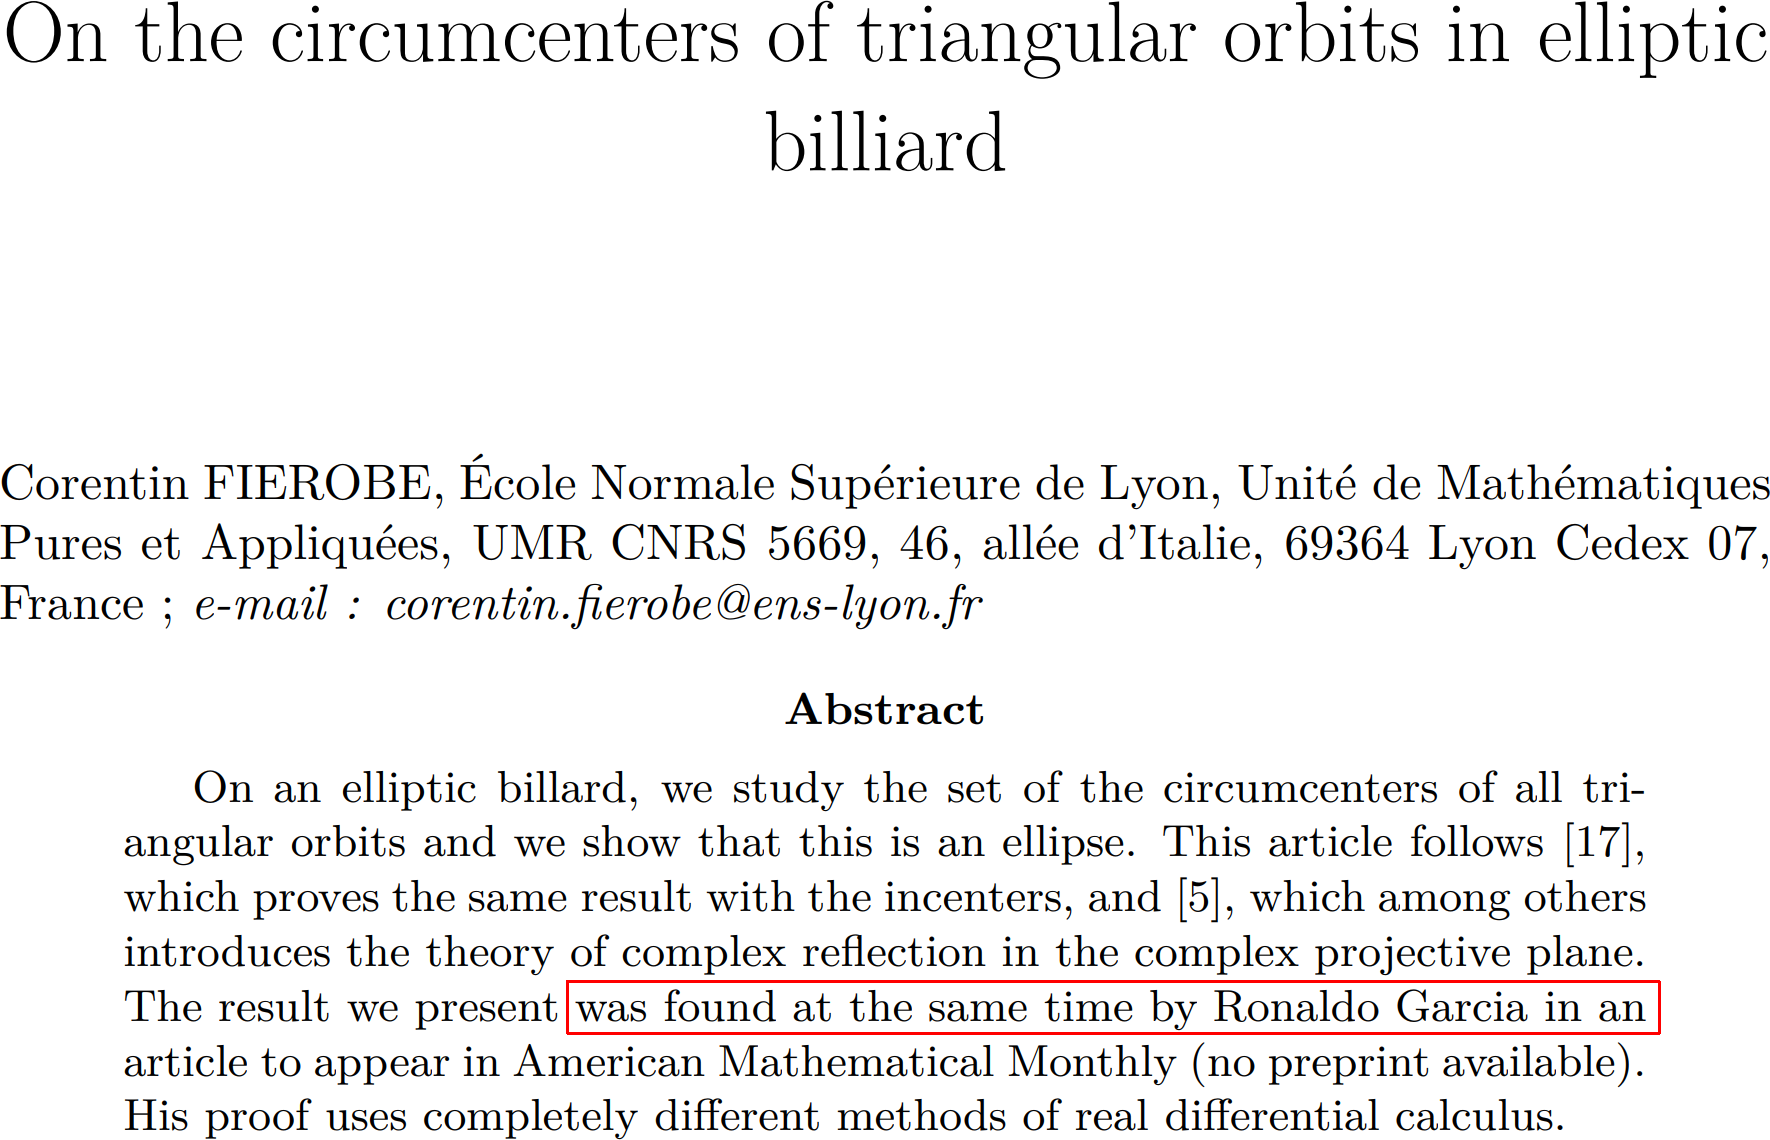 On the circumcenters of triangular orbits in elliptic
billiard
Corentin FIEROBE, École Normale Supérieure de Lyon, Unité de Mathématiques
Pures et Appliquées, UMR CNRS 5669, 46, allée d'Italie, 69364 Lyon Cedex 07,
France ; e-mail : corentin.fierobe@ens-lyon.fr
Abstract
On an elliptic billard, we study the set of the circumcenters of all tri-
angular orbits and we show that this is an ellipse. This article follows [17],
which proves the same result with the incenters, and [5], which among others
introduces the theory of complex reflection in the complex projective plane.
The result we present was found at the same time by Ronaldo Garcia in an
article to appear in American Mathematical Monthly (no preprint available).
His proof uses completely different methods of real differential calculus.